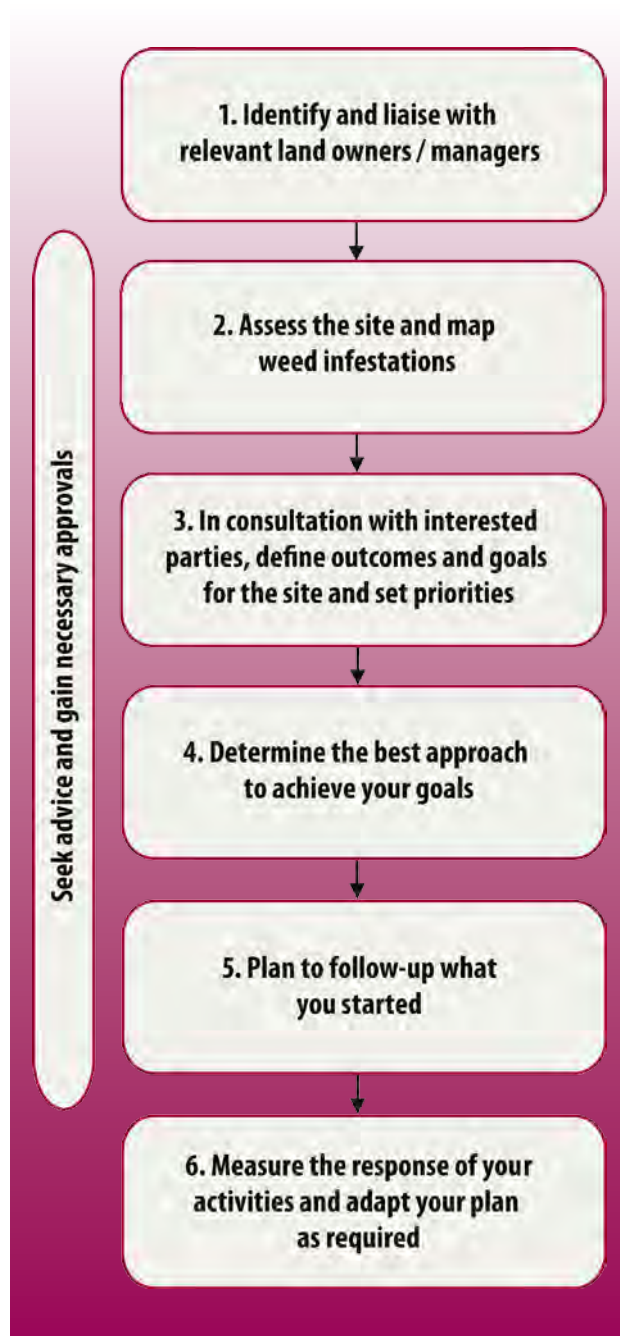 1. Identify and liaise with
relevant land owners / managers
Seek advice and gain necessary approvals
2. Assess the site and map
weed infestations
3. In consultation with interested
parties, define outcomes and goals
for the site and set priorities
4. Determine the best approach
to achieve your goals
5. Plan to follow-up what
you started
6. Measure the response of your
activities and adapt your plan
as required